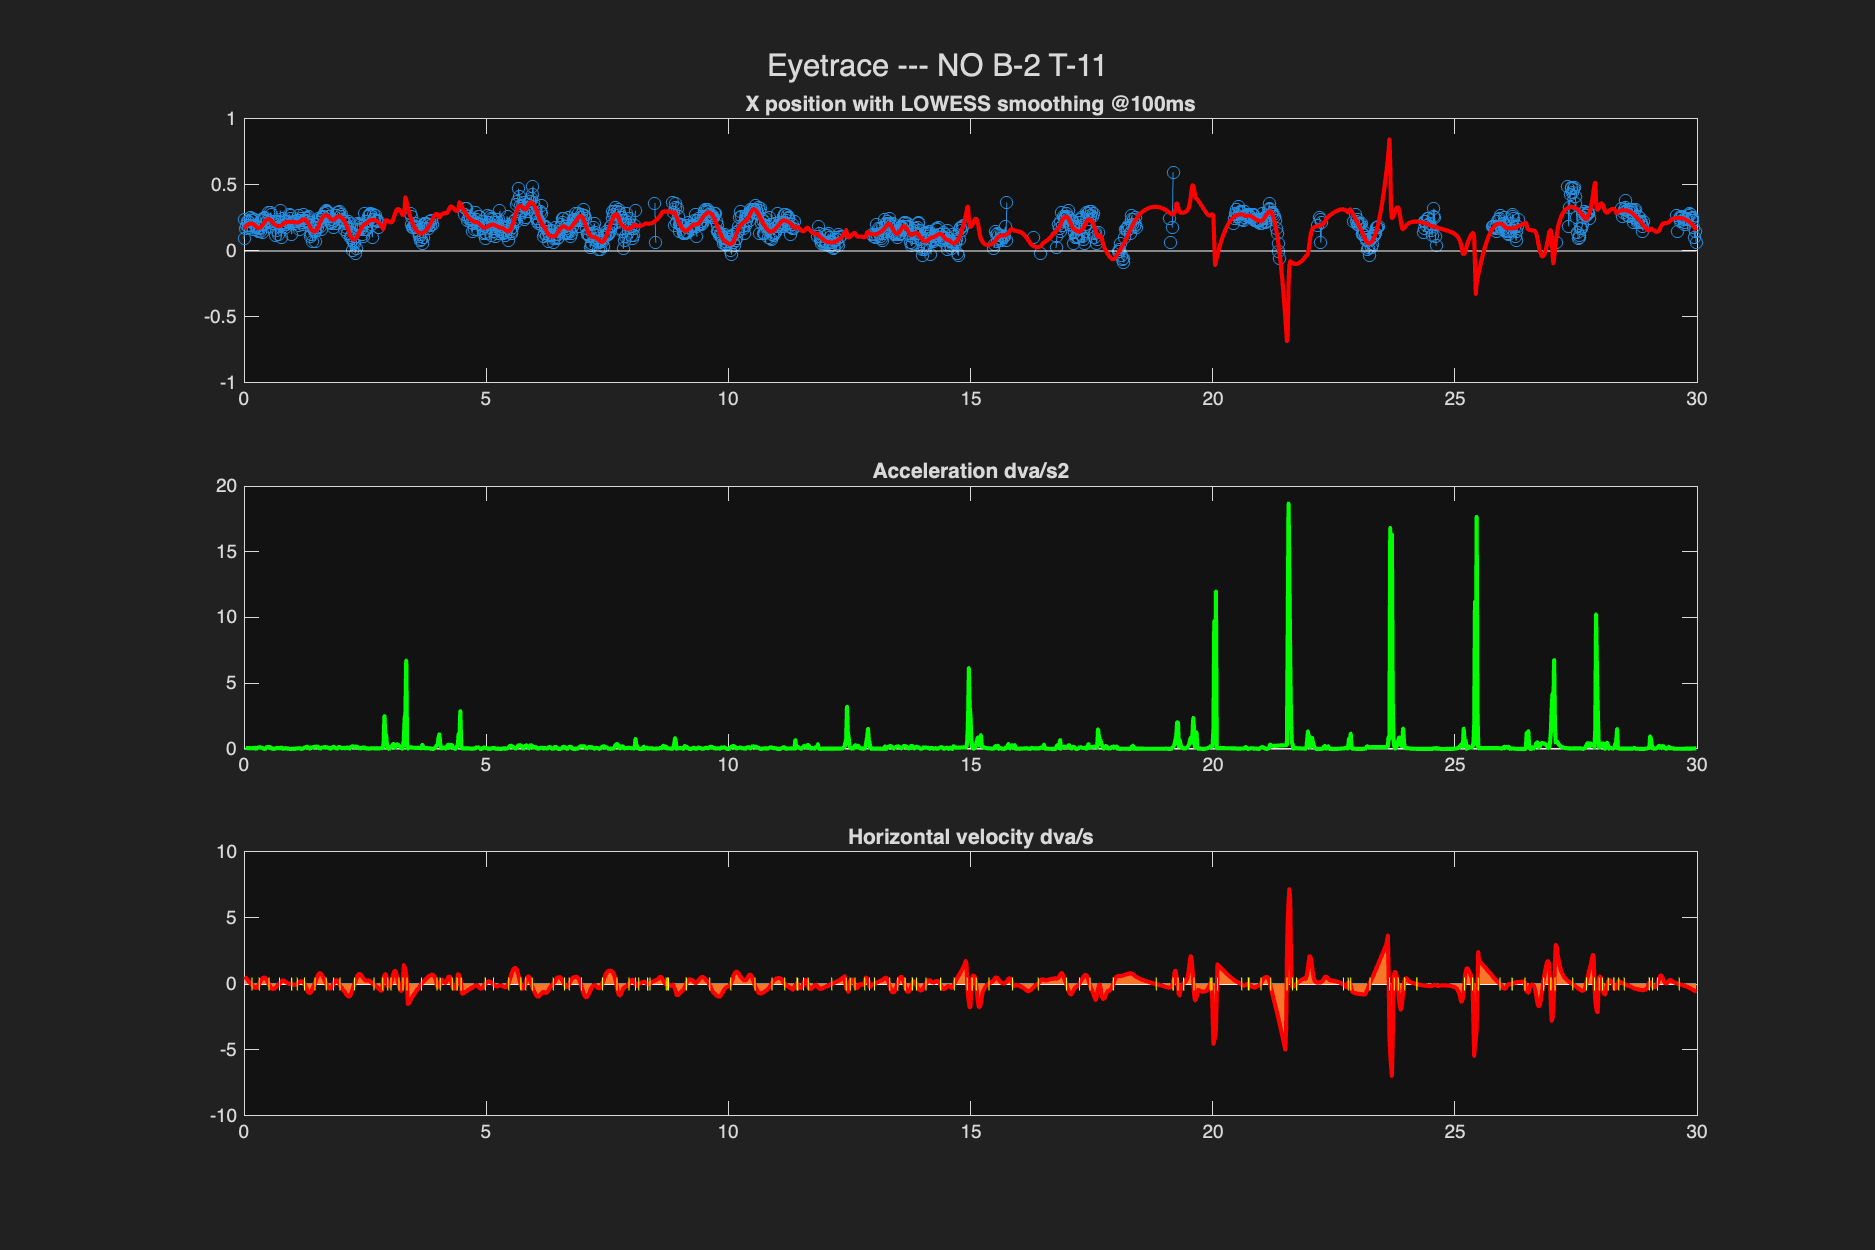 Eyetrace --- NO B-2 T-11
X position with LOWESS smoothing @100ms
1
0.5
0
-0.5
-1
0 5 10 15 20 25 30
Acceleration dva/s2
20
15
10
5
0
0 5 10 15 20 25 30
Horizontal velocity dva/s
10
5
0
-5
-10
0 5 10 15 20 25 30